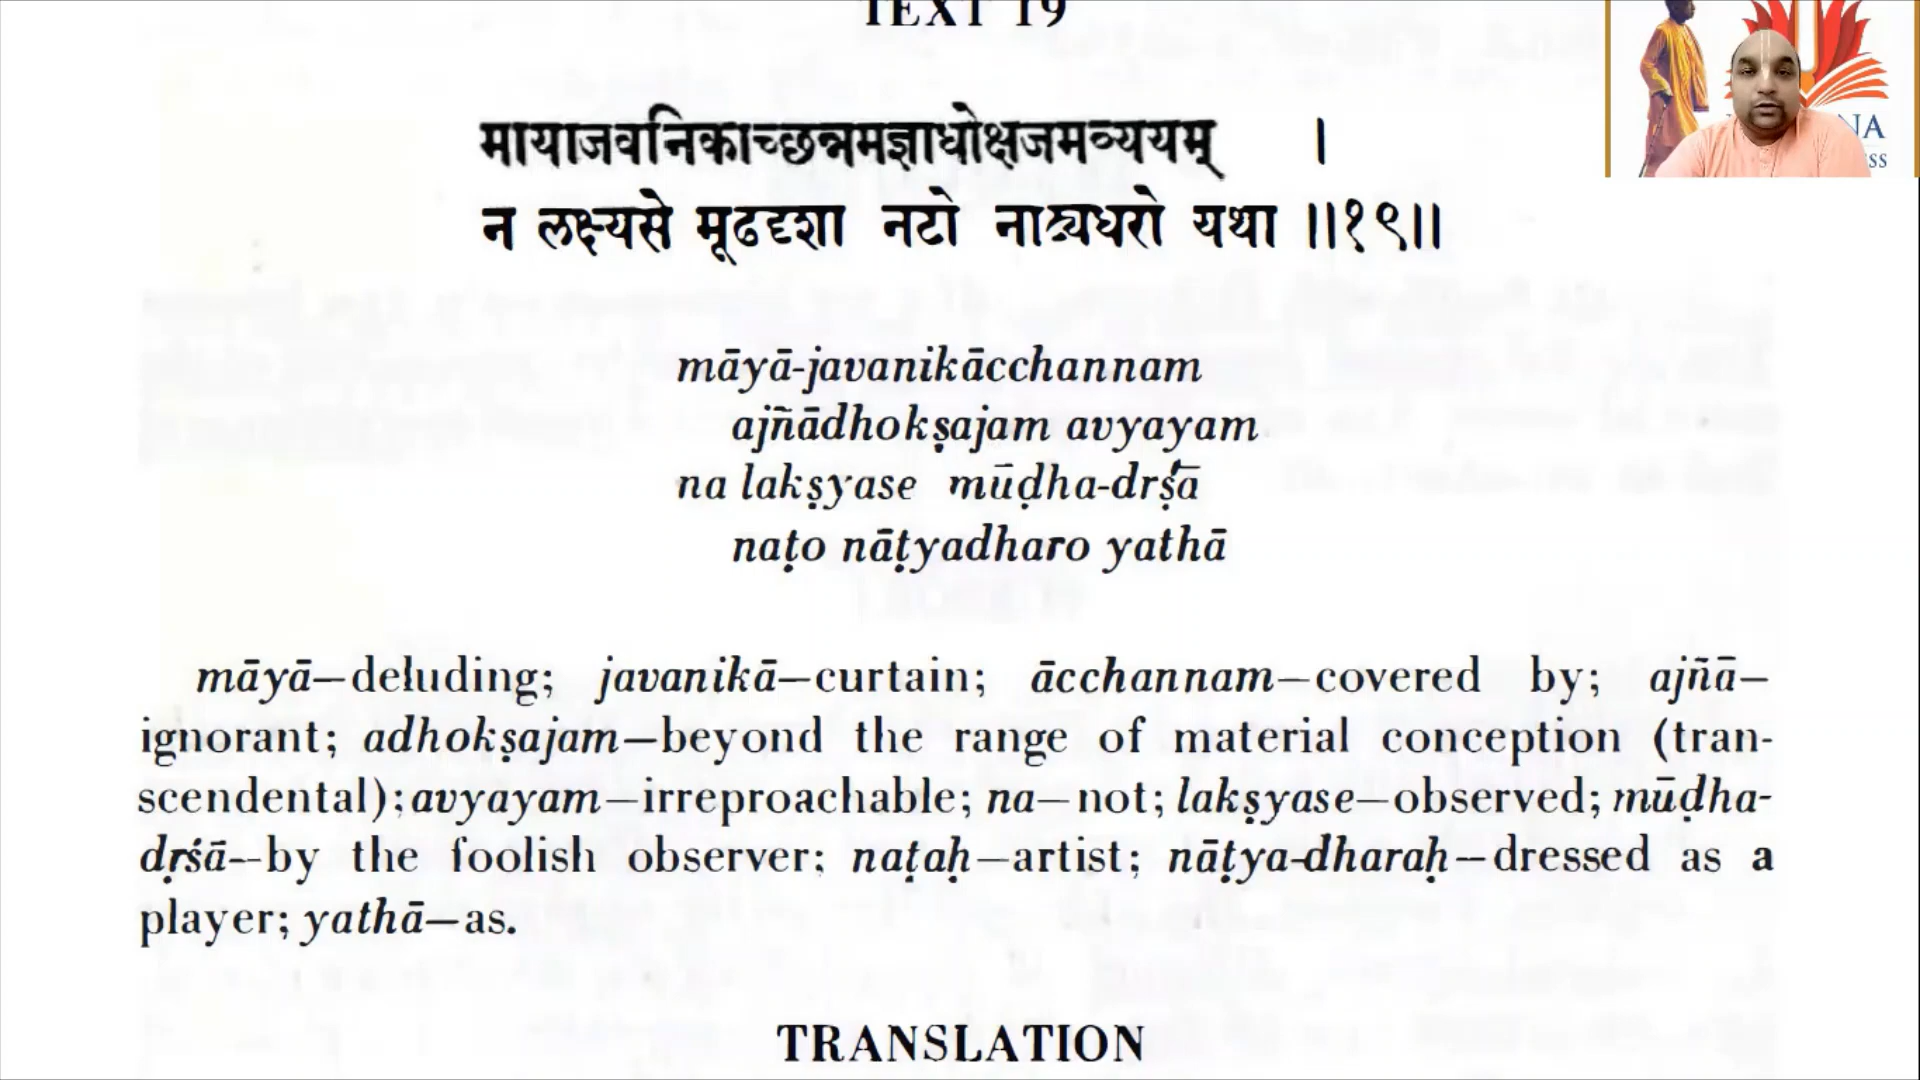 TEXT 19
मायाजवनिकाच्छन्नमज्ञाधोक्षजमव्ययम् ।
न लक्ष्यसे मूढदृशा नटो नाट्यधरो यथा ॥१९॥
māyā-javanikācchannam
ajñādhokṣajam avyayam
na lakṣyase mūḍha-dṛśā
naṭo nāṭyadharo yathā
māyā—deluding; javanikā—curtain; ācchannam—covered by; ajñā—
ignorant; adhokṣajam—beyond the range of material conception (tran-
scendental); avyayam—irreproachable; na—not; lakṣyase—observed; mūḍha-
dṛśā--by the foolish observer; naṭaḥ—artist; nāṭya-dharaḥ—dressed as a
player; yathā—as.
TRANSLATION